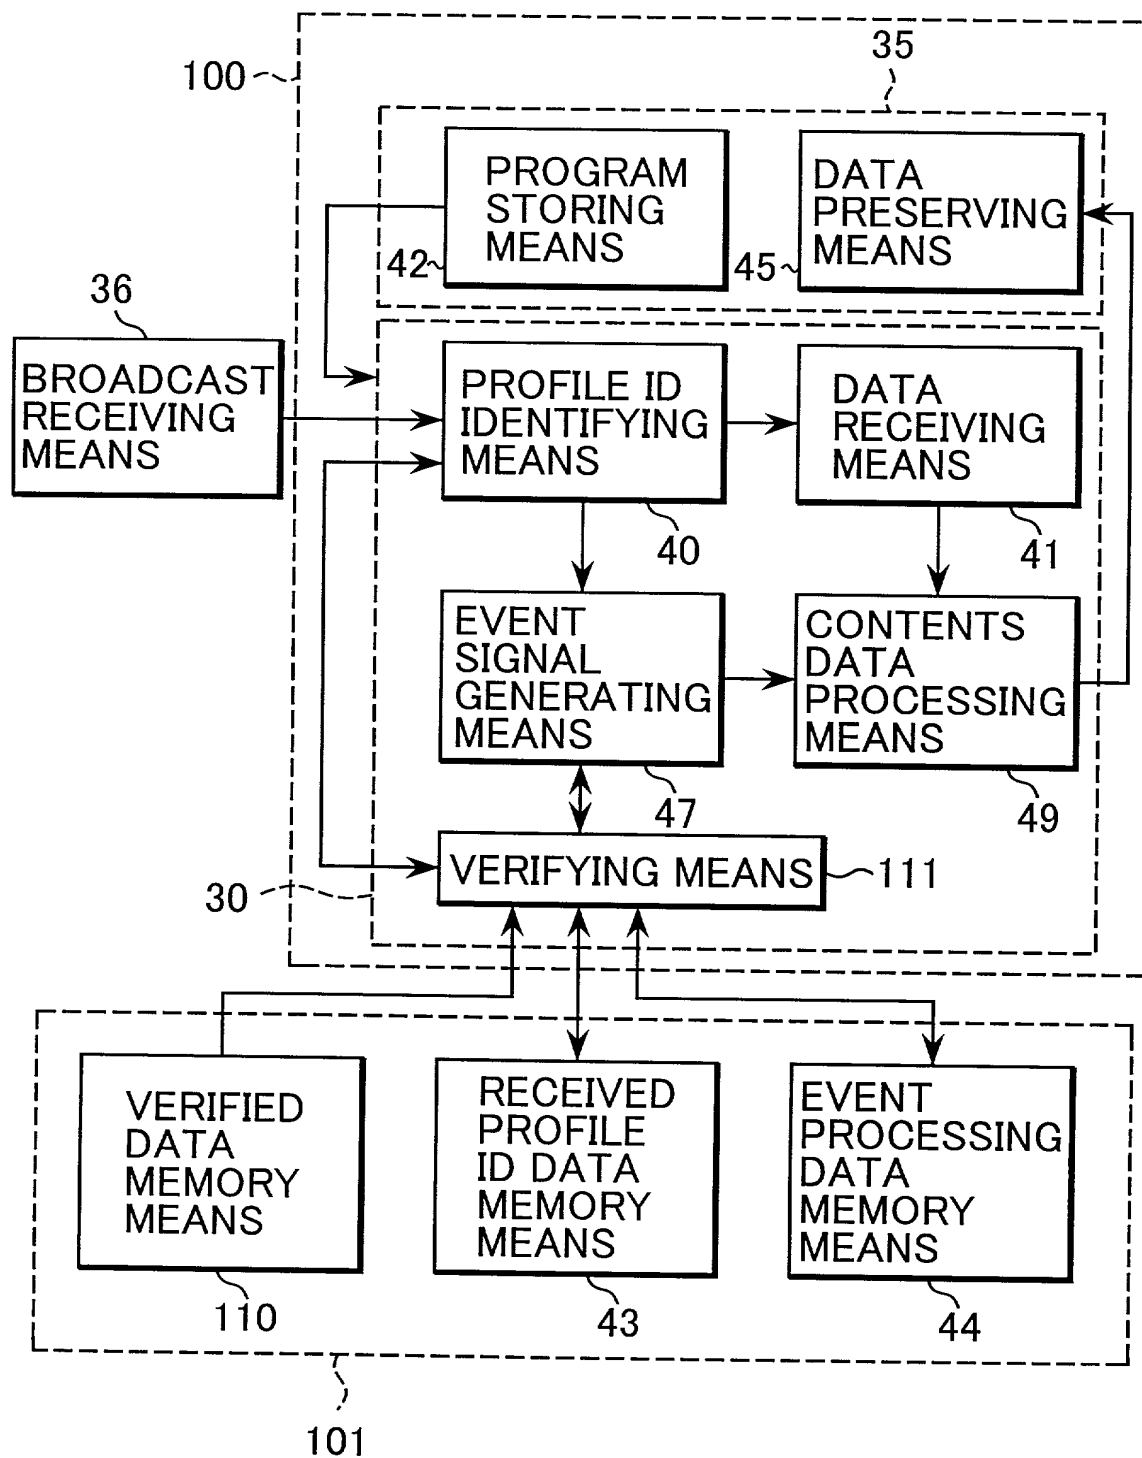 35
100
PROGRAM
STORING
MEANS
42
DATA
PRESERVING
MEANS
45
36
BROADCAST
RECEIVING
MEANS
PROFILE ID
IDENTIFYING
MEANS
40
DATA
RECEIVING
MEANS
41
EVENT
SIGNAL
GENERATING
MEANS
47
CONTENTS
DATA
PROCESSING
MEANS
49
VERIFYING MEANS
111
30
VERIFIED
DATA
MEMORY
MEANS
110
RECEIVED
PROFILE
ID DATA
MEMORY
MEANS
43
EVENT
PROCESSING
DATA
MEMORY
MEANS
44
101